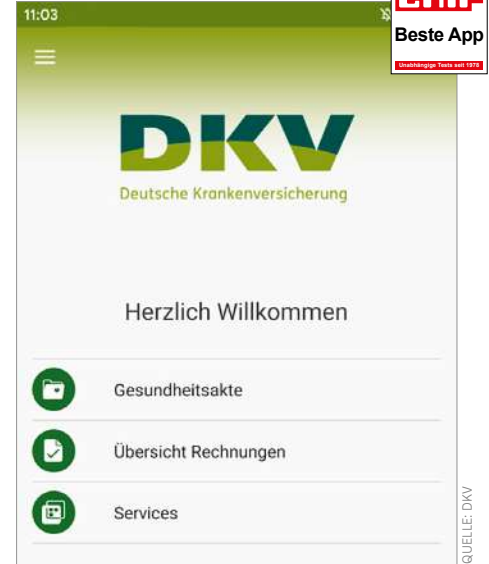 11:03
Beste App
Unabhängige Tests seit 1978
DKV
Deutsche Krankenversicherung
Herzlich Willkommen
Gesundheitsakte
Übersicht Rechnungen
Services
QUELLE: DKV